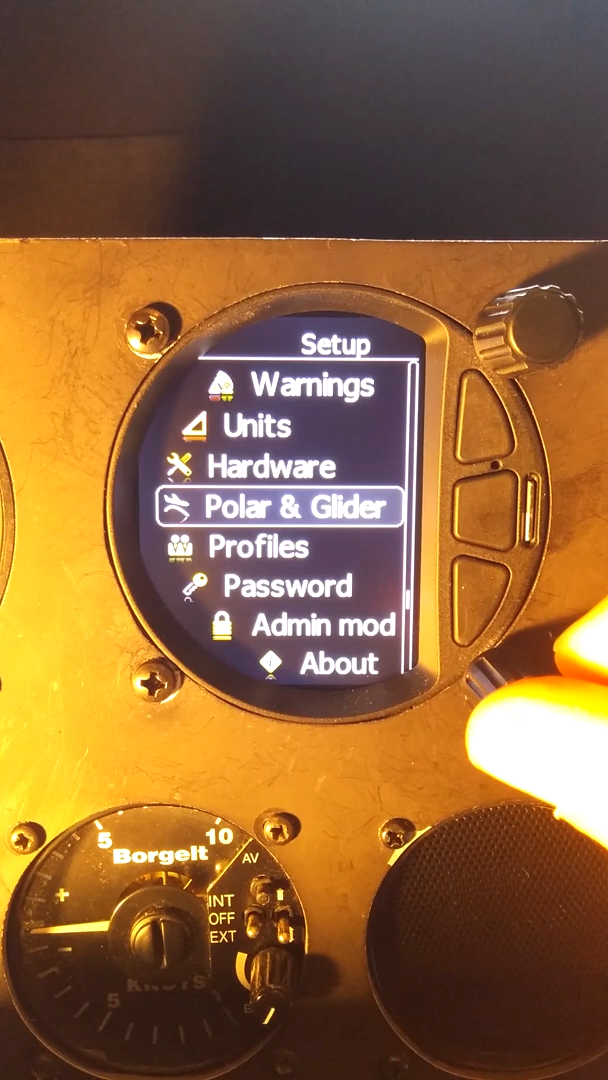 Setup
Warnings
Units
Hardware
Polar & Glider
Profiles
Password
Admin mod
About
5 10
Borgelt
AV
INT
OFF
EXT
KNOTS
5